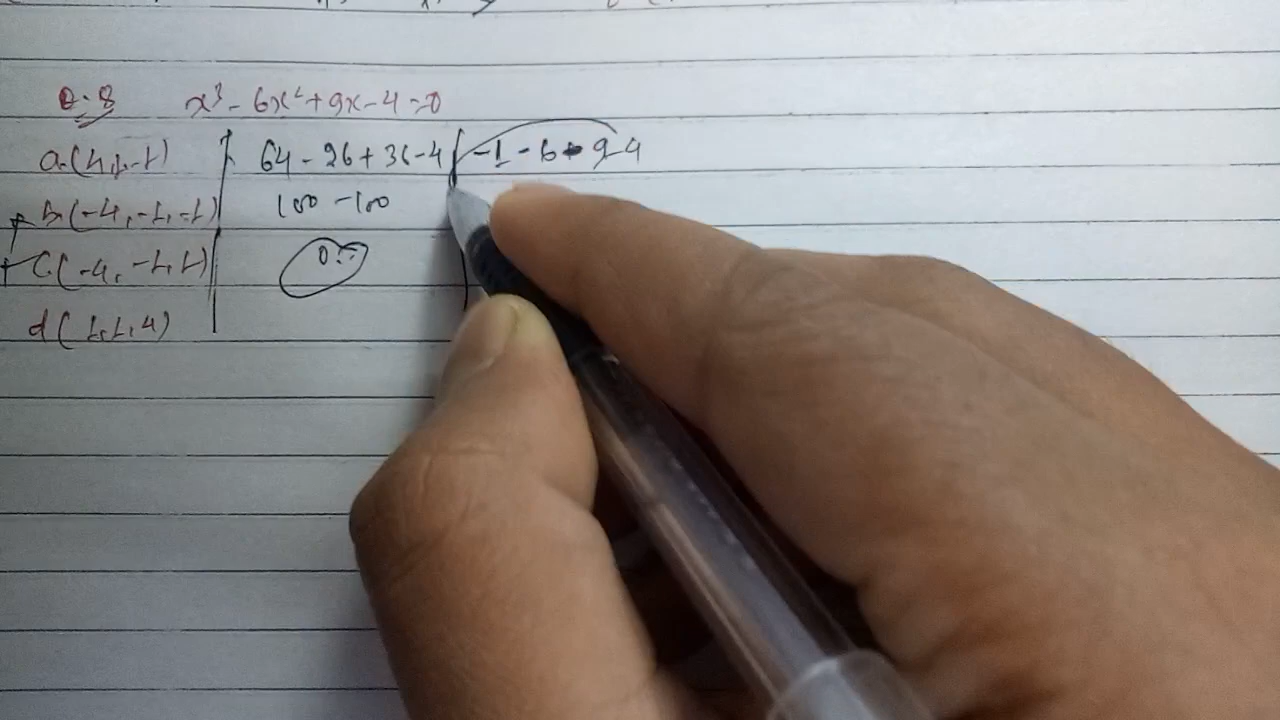 Q.8 x³ - 6x² + 9x - 4 = 0
a.(4,1,-1) 64 - 96 + 36 - 4 -1 - 6 - 9 - 4
b(-4,-1,-1) 100 - 100
c.(-4,-1,1) 0
d(1,1,4)